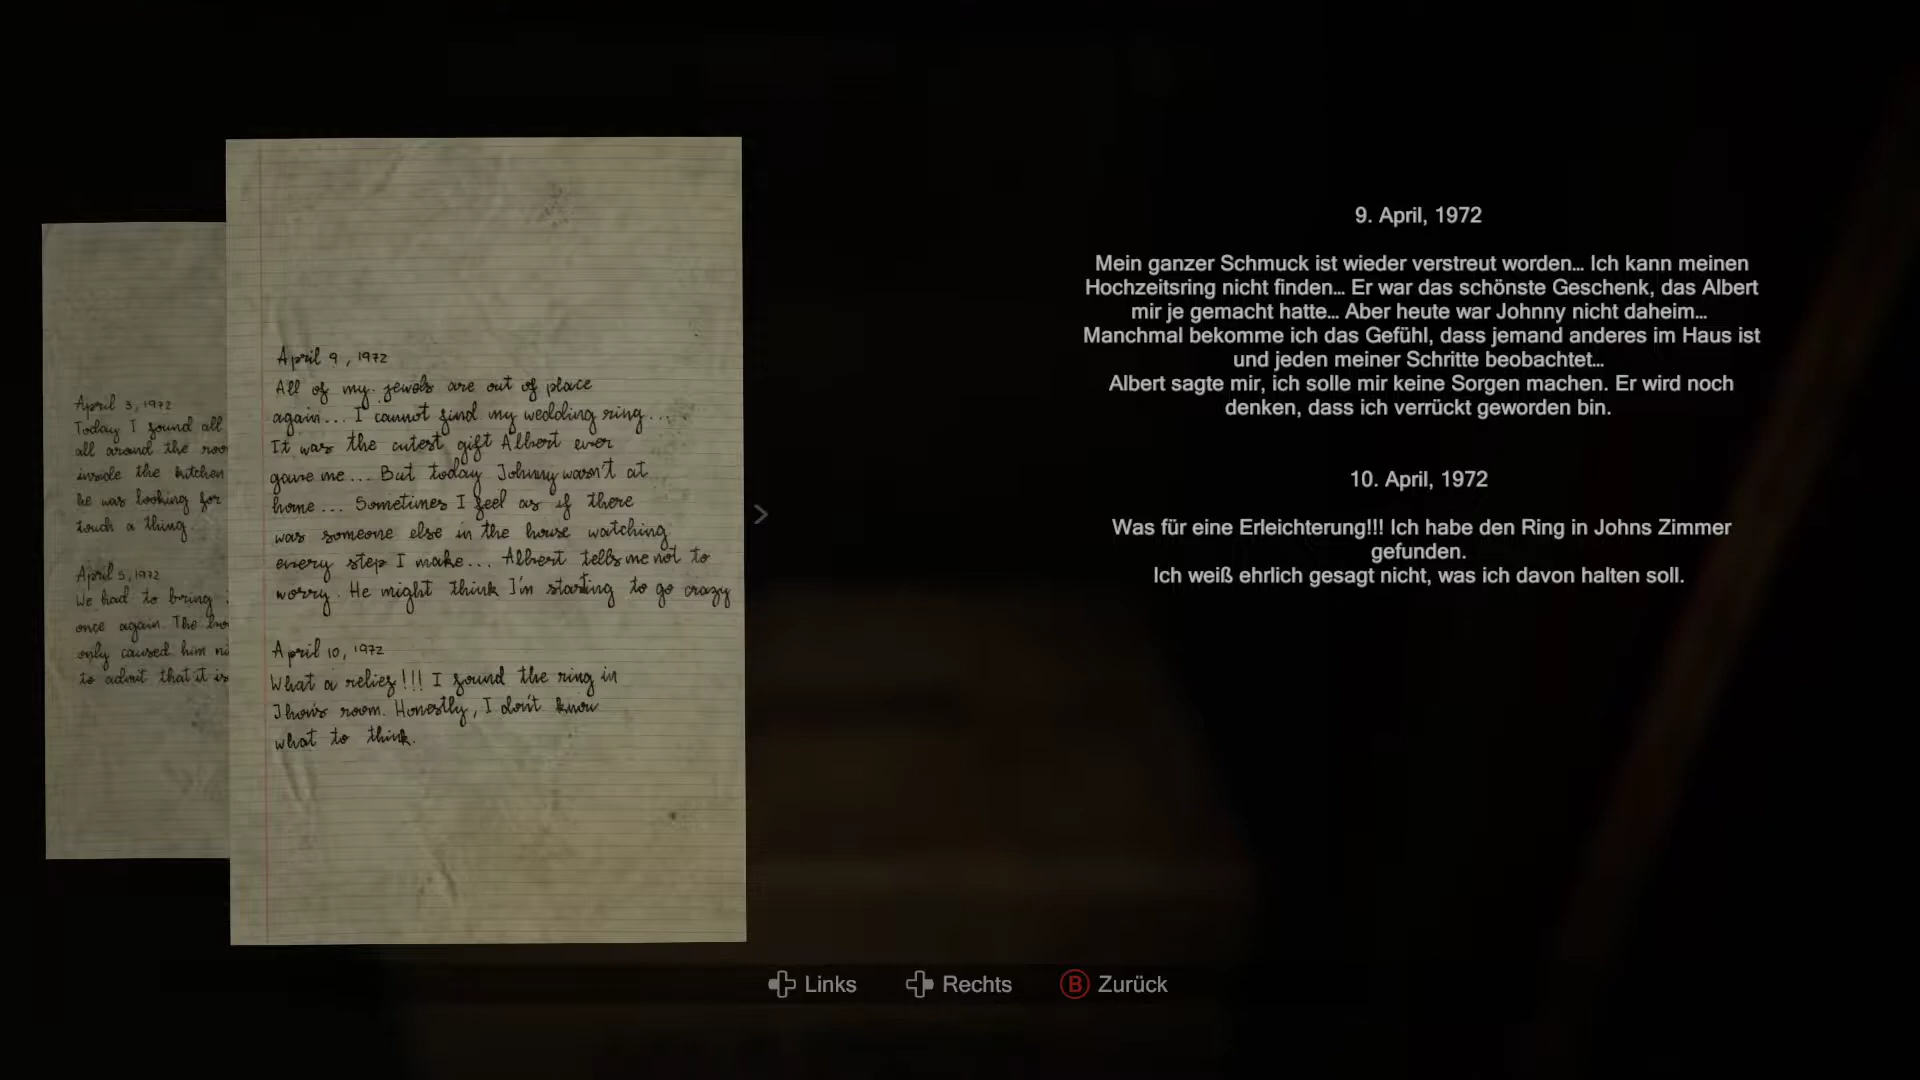 April 3, 1972
Today I found all
all around the roo
inside the kitchen
he was looking for
touch a thing.
April 5, 1972
We had to bring
once again. The
only caused him
to admit that it is
April 9, 1972
All of my jewels are out of place
again... I cannot find my wedding ring...
It was the cutest gift Albert ever
gave me... But today Johnny wasn't at
home... Sometimes I feel as if there
was someone else in the house watching
every step I make... Albert tells me not to
worry. He might think I'm starting to go crazy
April 10, 1972
What a relief!!! I found the ring in
Jhon's room. Honestly, I don't know
what to think.
9. April, 1972
Mein ganzer Schmuck ist wieder verstreut worden... Ich kann meinen
Hochzeitsring nicht finden... Er war das schönste Geschenk, das Albert
mir je gemacht hatte... Aber heute war Johnny nicht daheim...
Manchmal bekomme ich das Gefühl, dass jemand anderes im Haus ist
und jeden meiner Schritte beobachtet...
Albert sagte mir, ich solle mir keine Sorgen machen. Er wird noch
denken, dass ich verrückt geworden bin.
10. April, 1972
Was für eine Erleichterung!!! Ich habe den Ring in Johns Zimmer
gefunden.
Ich weiß ehrlich gesagt nicht, was ich davon halten soll.
Links Rechts B Zurück